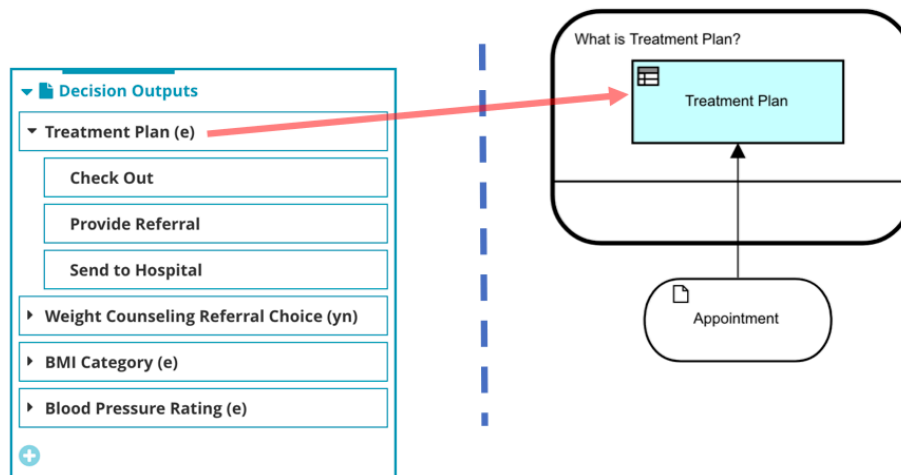 Decision Outputs
Treatment Plan (e)
Check Out
Provide Referral
Send to Hospital
Weight Counseling Referral Choice (yn)
BMI Category (e)
Blood Pressure Rating (e)
What is Treatment Plan?
Treatment Plan
Appointment